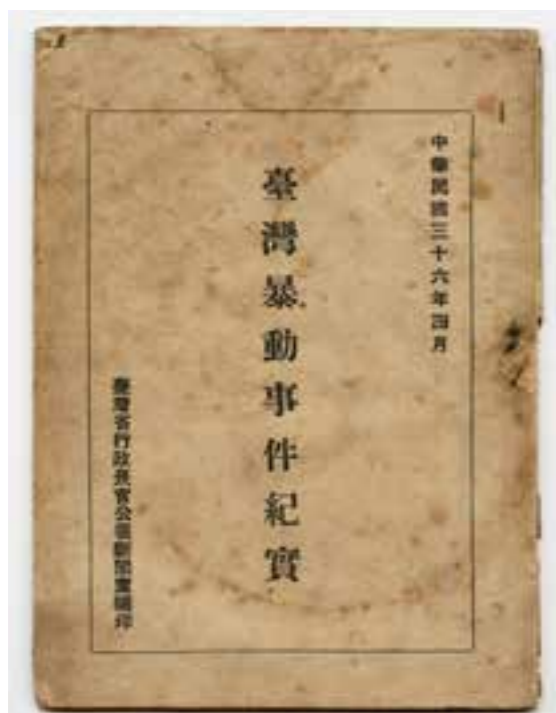 中華民國三十六年四月
臺灣暴動事件紀實
臺灣省行政長官公署新聞室編印